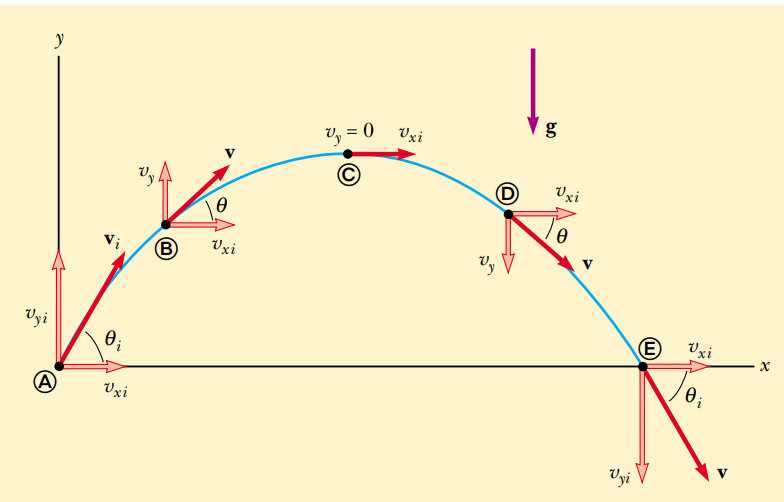 y
v_y = 0 v_xi
g
v
v_y
θ
Ⓒ
Ⓓ
v_xi
Ⓑ
v_xi
θ
v_i
v_y
v
v_yi
θ_i
Ⓔ
v_xi
x
Ⓐ
v_xi
θ_i
v_yi
v